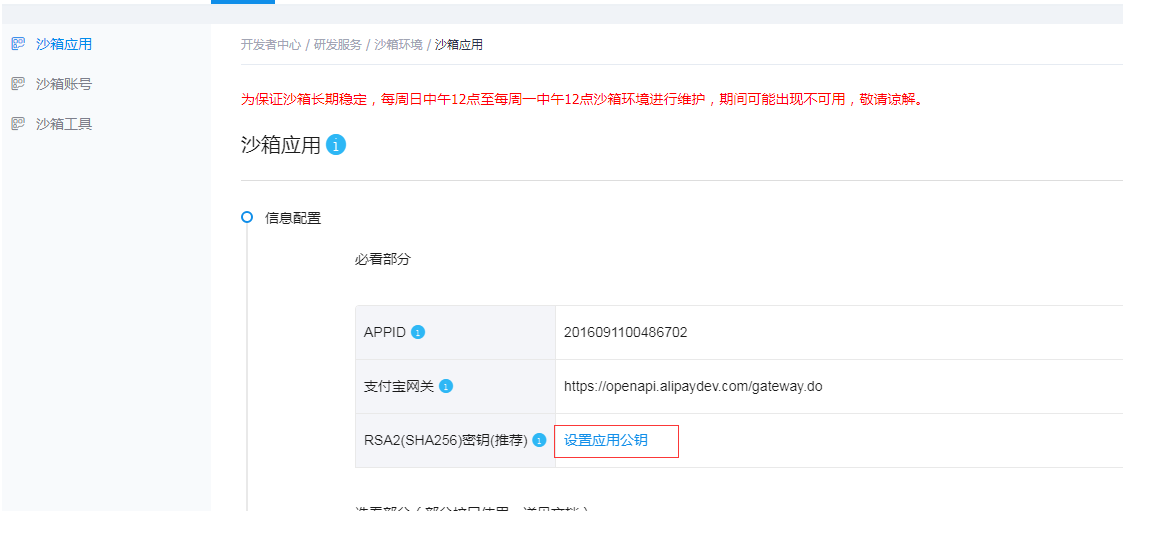 沙箱应用
沙箱账号
沙箱工具
开发者中心 / 研发服务 / 沙箱环境 / 沙箱应用
为保证沙箱长期稳定，每周日中午12点至每周一中午12点沙箱环境进行维护，期间可能出现不可用，敬请谅解。
沙箱应用 i
信息配置
必看部分
APPID 2016091100486702
支付宝网关 https://openapi.alipaydev.com/gateway.do
RSA2(SHA256)密钥(推荐) 设置应用公钥